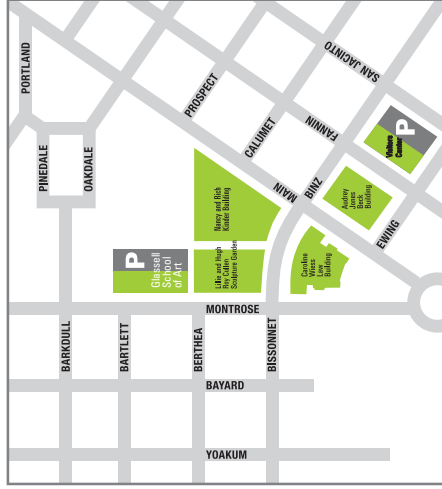 PORTLAND
PINEDALE
OAKDALE
PROSPECT
CALUMET
SAN JACINTO
FANNIN
MAIN
BINZ
EWING
P
Visitors
Center
Audrey
Jones
Beck
Building
Nancy and Rich
Kinder Building
P
Glassell
School
of Art
Lillie and Hugh
Roy Cullen
Sculpture Garden
Caroline
Wiess
Law
Building
MONTROSE
BARKDULL
BARTLETT
BERTHEA
BISSONNET
BAYARD
YOAKUM